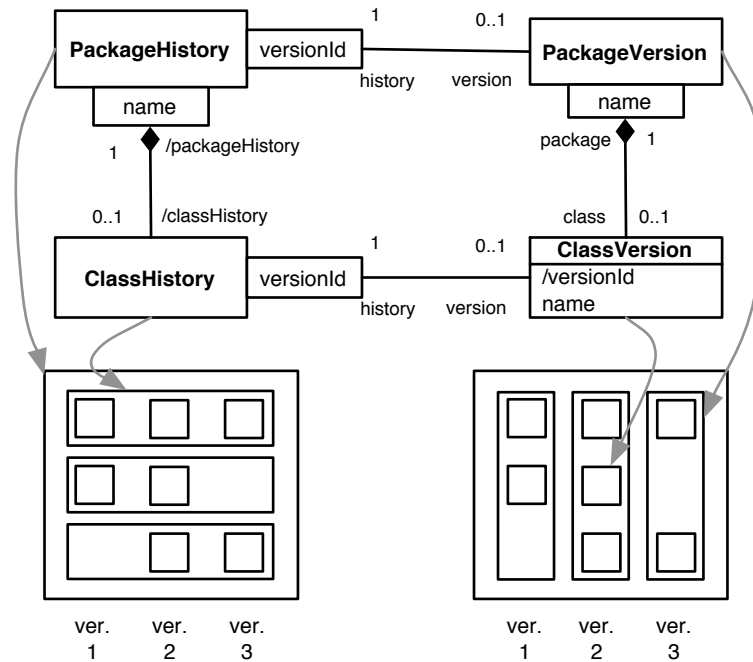 1 0..1
PackageHistory versionId PackageVersion
history version
name name
1 /packageHistory package 1
0..1 /classHistory class 0..1
1 0..1
ClassHistory versionId ClassVersion
/versionId
name
history version
ver. ver. ver. ver. ver. ver.
1 2 3 1 2 3